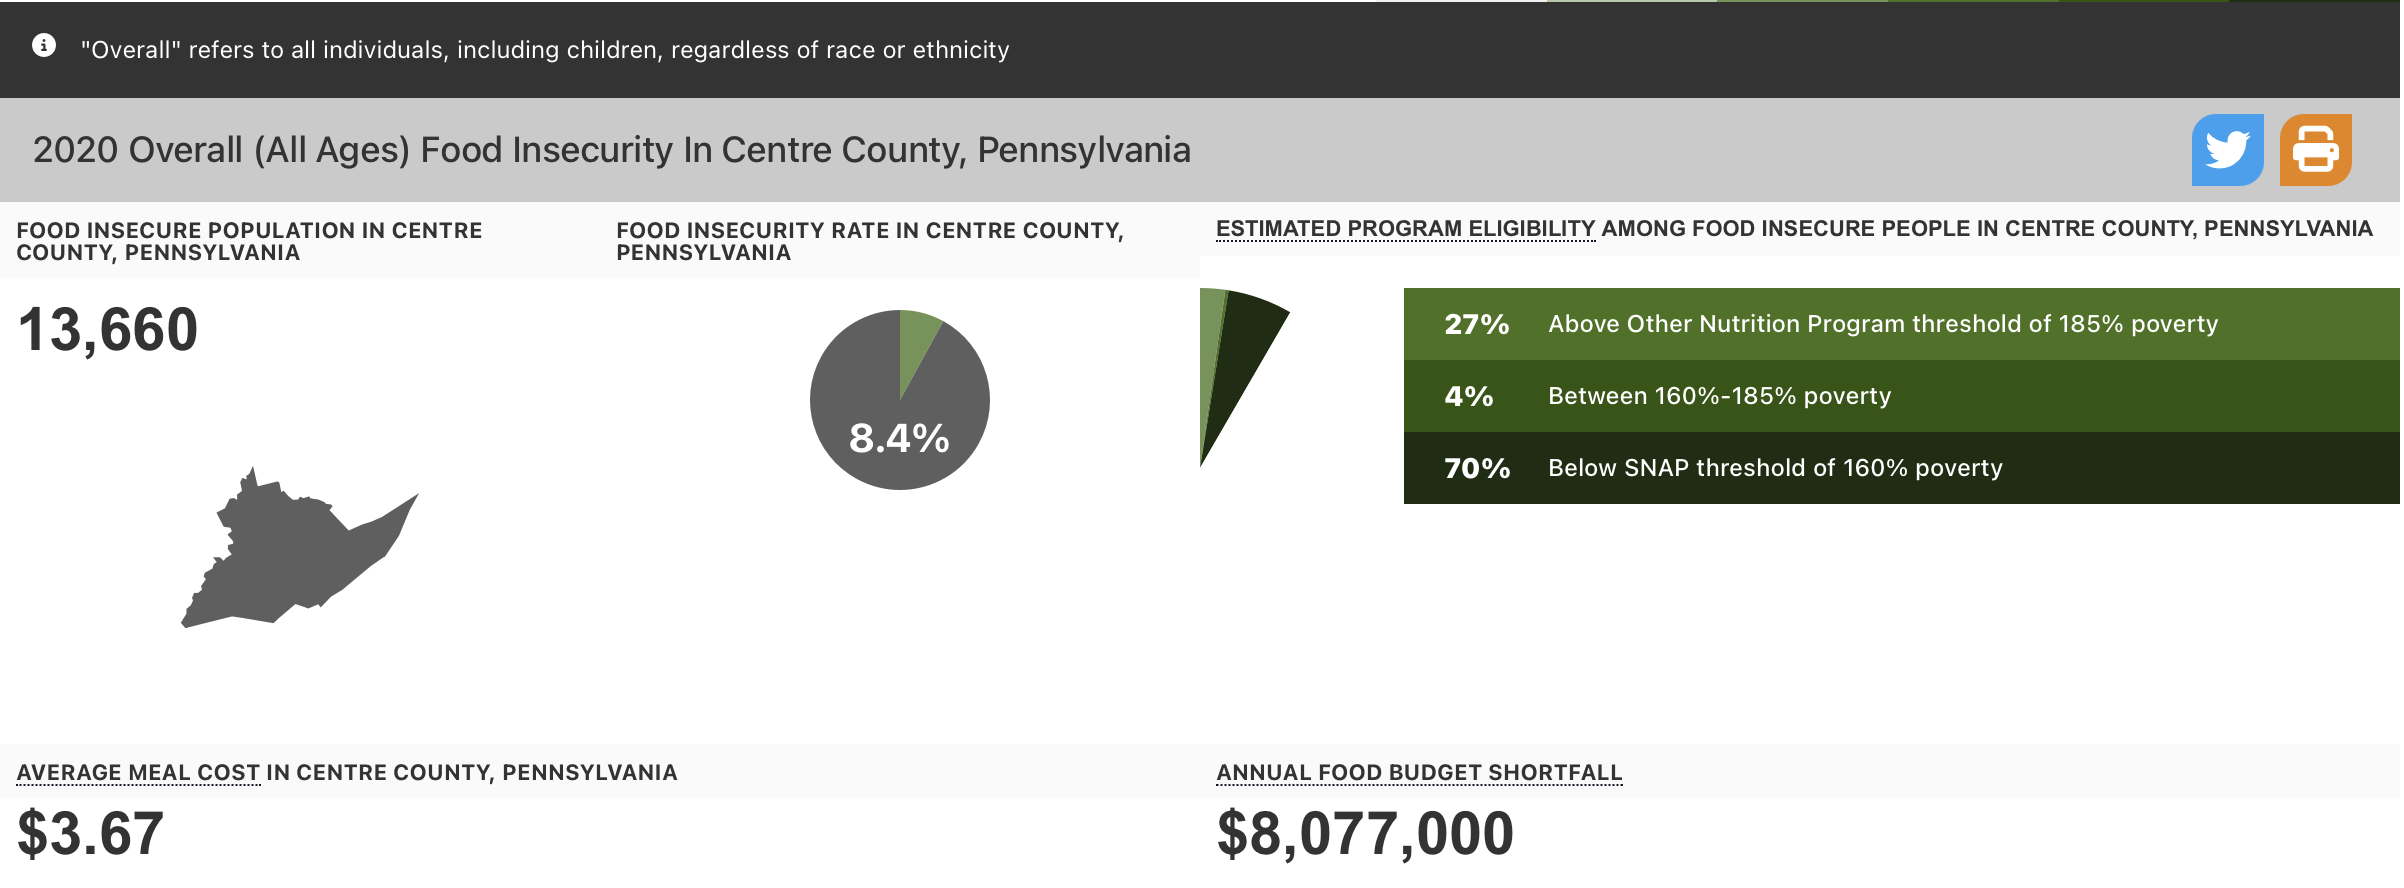 "Overall" refers to all individuals, including children, regardless of race or ethnicity
2020 Overall (All Ages) Food Insecurity In Centre County, Pennsylvania
FOOD INSECURE POPULATION IN CENTRE
COUNTY, PENNSYLVANIA
13,660
FOOD INSECURITY RATE IN CENTRE COUNTY,
PENNSYLVANIA
8.4%
ESTIMATED PROGRAM ELIGIBILITY AMONG FOOD INSECURE PEOPLE IN CENTRE COUNTY, PENNSYLVANIA
27% Above Other Nutrition Program threshold of 185% poverty
4% Between 160%-185% poverty
70% Below SNAP threshold of 160% poverty
AVERAGE MEAL COST IN CENTRE COUNTY, PENNSYLVANIA
$3.67
ANNUAL FOOD BUDGET SHORTFALL
$8,077,000